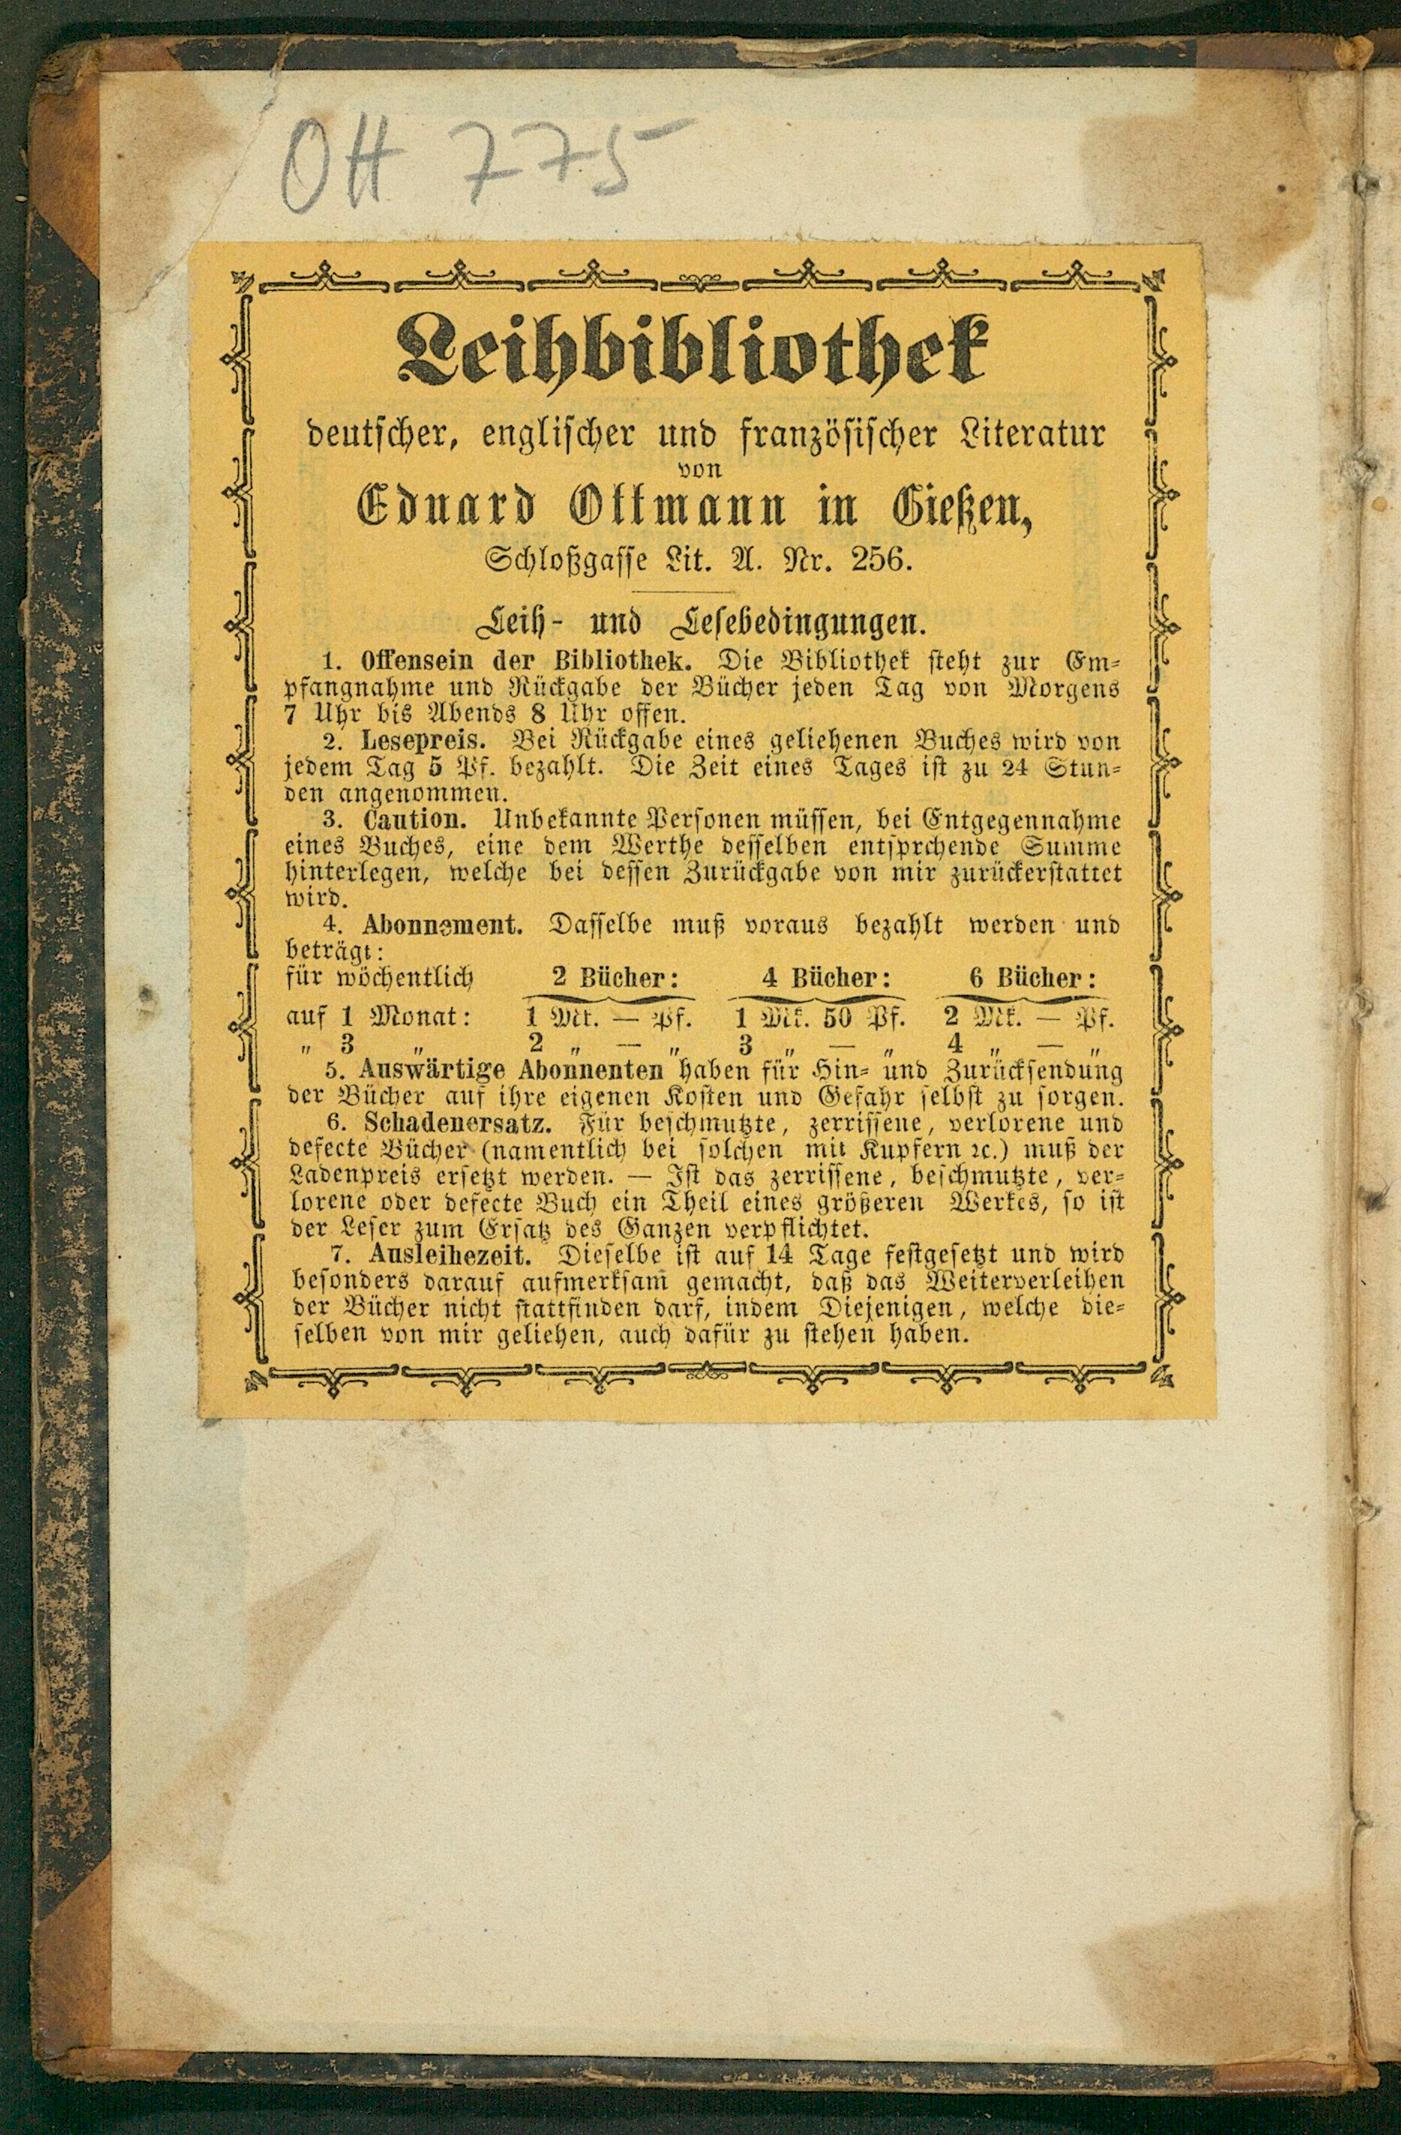 OH 775
Leihbibliothek
deutscher, englischer und französischer Literatur
von
Eduard Ottmann in Gießen,
Schloßgasse Lit. A. Nr. 256.
Leih- und Lesebedingungen.
1. Offensein der Bibliothek. Die Bibliothek steht zur Em-
pfangnahme und Rückgabe der Bücher jeden Tag von Morgens
7 Uhr bis Abends 8 Uhr offen.
2. Lesepreis. Bei Rückgabe eines geliehenen Buches wird von
jedem Tag 5 Pf. bezahlt. Die Zeit eines Tages ist zu 24 Stun-
den angenommen.
3. Caution. Unbekannte Personen müssen, bei Entgegennahme
eines Buches, eine dem Werthe desselben entsprchende Summe
hinterlegen, welche bei dessen Zurückgabe von mir zurückerstattet
wird.
4. Abonnement. Dasselbe muß voraus bezahlt werden und
beträgt:
für wöchentlich 2 Bücher: 4 Bücher: 6 Bücher:
auf 1 Monat: 1 Mk. — Pf. 1 Mk. 50 Pf. 2 Mk. — Pf.
„ 3 „ 2 „ — „ 3 „ — „ 4 „ — „
5. Auswärtige Abonnenten haben für Hin- und Zurücksendung
der Bücher auf ihre eigenen Kosten und Gefahr selbst zu sorgen.
6. Schadenersatz. Für beschmutzte, zerrissene, verlorene und
defecte Bücher (namentlich bei solchen mit Kupfern ꝛc.) muß der
Ladenpreis ersetzt werden. — Ist das zerrissene, beschmutzte, ver-
lorene oder defecte Buch ein Theil eines größeren Werkes, so ist
der Leser zum Ersatz des Ganzen verpflichtet.
7. Ausleihezeit. Dieselbe ist auf 14 Tage festgesetzt und wird
besonders darauf aufmerksam gemacht, daß das Weiterverleihen
der Bücher nicht stattfinden darf, indem Diejenigen, welche die-
selben von mir geliehen, auch dafür zu stehen haben.